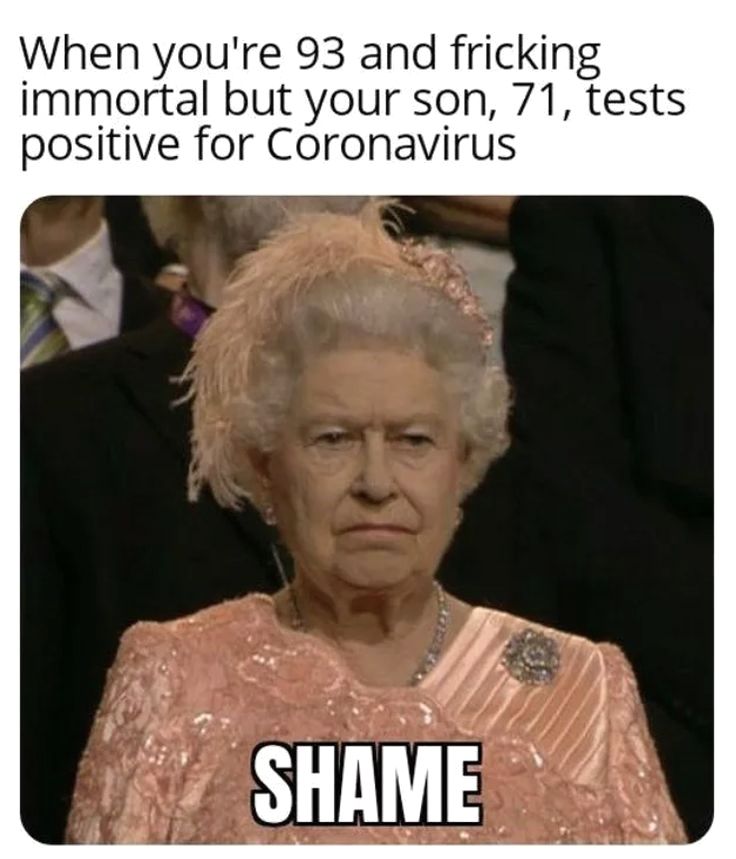 When you're 93 and fricking
immortal but your son, 71, tests
positive for Coronavirus
SHAME